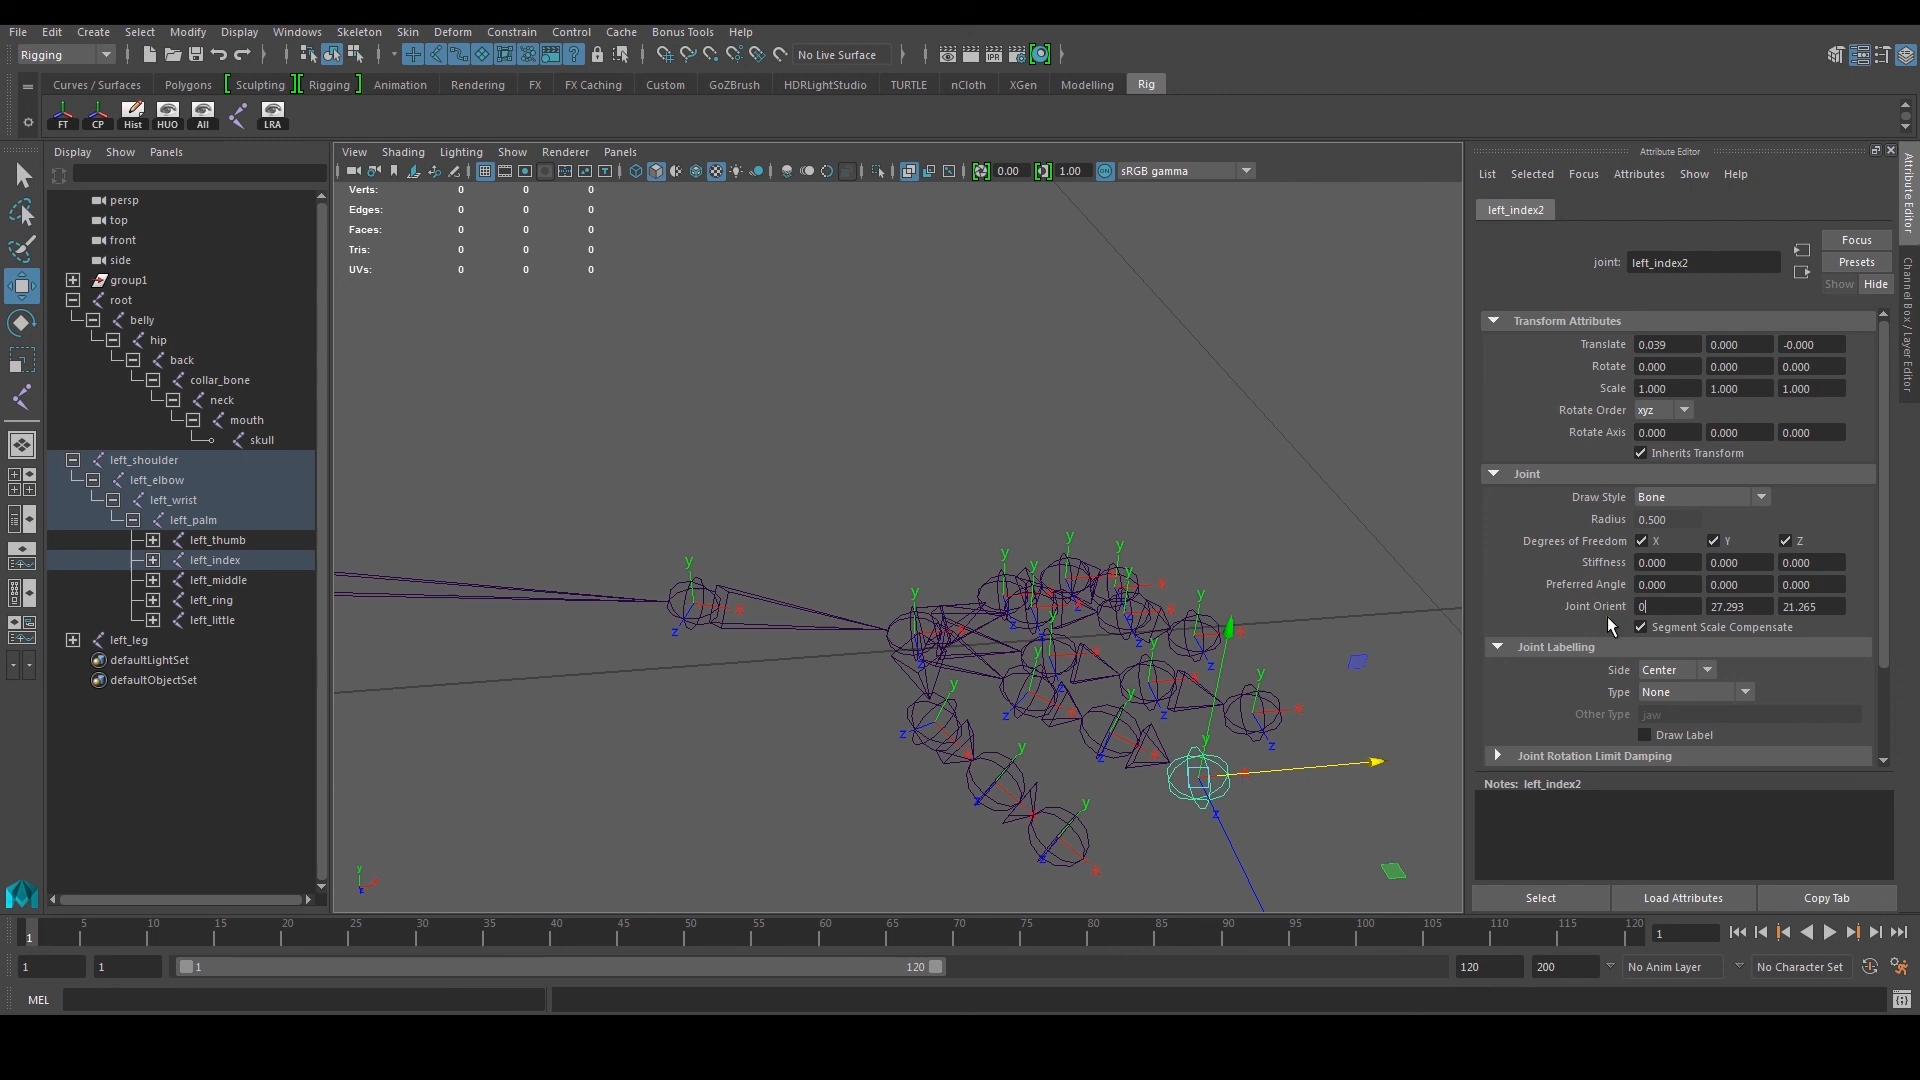 File Edit Create Select Modify Display Windows Skeleton Skin Deform Constrain Control Cache Bonus Tools Help
Rigging No Live Surface IPR
Curves / Surfaces Polygons Sculpting Rigging Animation Rendering FX FX Caching Custom GoZBrush HDRLightStudio TURTLE nCloth XGen Modelling Rig
FT CP Hist HUO All LRA
Display Show Panels
View Shading Lighting Show Renderer Panels
0.00 1.00 ON sRGB gamma
Verts: 0 0 0
Edges: 0 0 0
Faces: 0 0 0
Tris: 0 0 0
UVs: 0 0 0
persp
top
front
side
group1
root
belly
hip
back
collar_bone
neck
mouth
skull
left_shoulder
left_elbow
left_wrist
left_palm
left_thumb
left_index
left_middle
left_ring
left_little
left_leg
defaultLightSet
defaultObjectSet
Attribute Editor
List Selected Focus Attributes Show Help
left_index2
joint: left_index2
Focus
Presets
Show Hide
Transform Attributes
Translate 0.039 0.000 -0.000
Rotate 0.000 0.000 0.000
Scale 1.000 1.000 1.000
Rotate Order xyz
Rotate Axis 0.000 0.000 0.000
Inherits Transform
Joint
Draw Style Bone
Radius 0.500
Degrees of Freedom X Y Z
Stiffness 0.000 0.000 0.000
Preferred Angle 0.000 0.000 0.000
Joint Orient 0 27.293 21.265
Segment Scale Compensate
Joint Labelling
Side Center
Type None
Other Type jaw
Draw Label
Joint Rotation Limit Damping
Notes: left_index2
Select Load Attributes Copy Tab
Attribute Editor
Channel Box / Layer Editor
5 10 15 20 25 30 35 40 45 50 55 60 65 70 75 80 85 90 95 100 105 110 115 120
1 1
1 1 1 120 120 200 No Anim Layer No Character Set
MEL